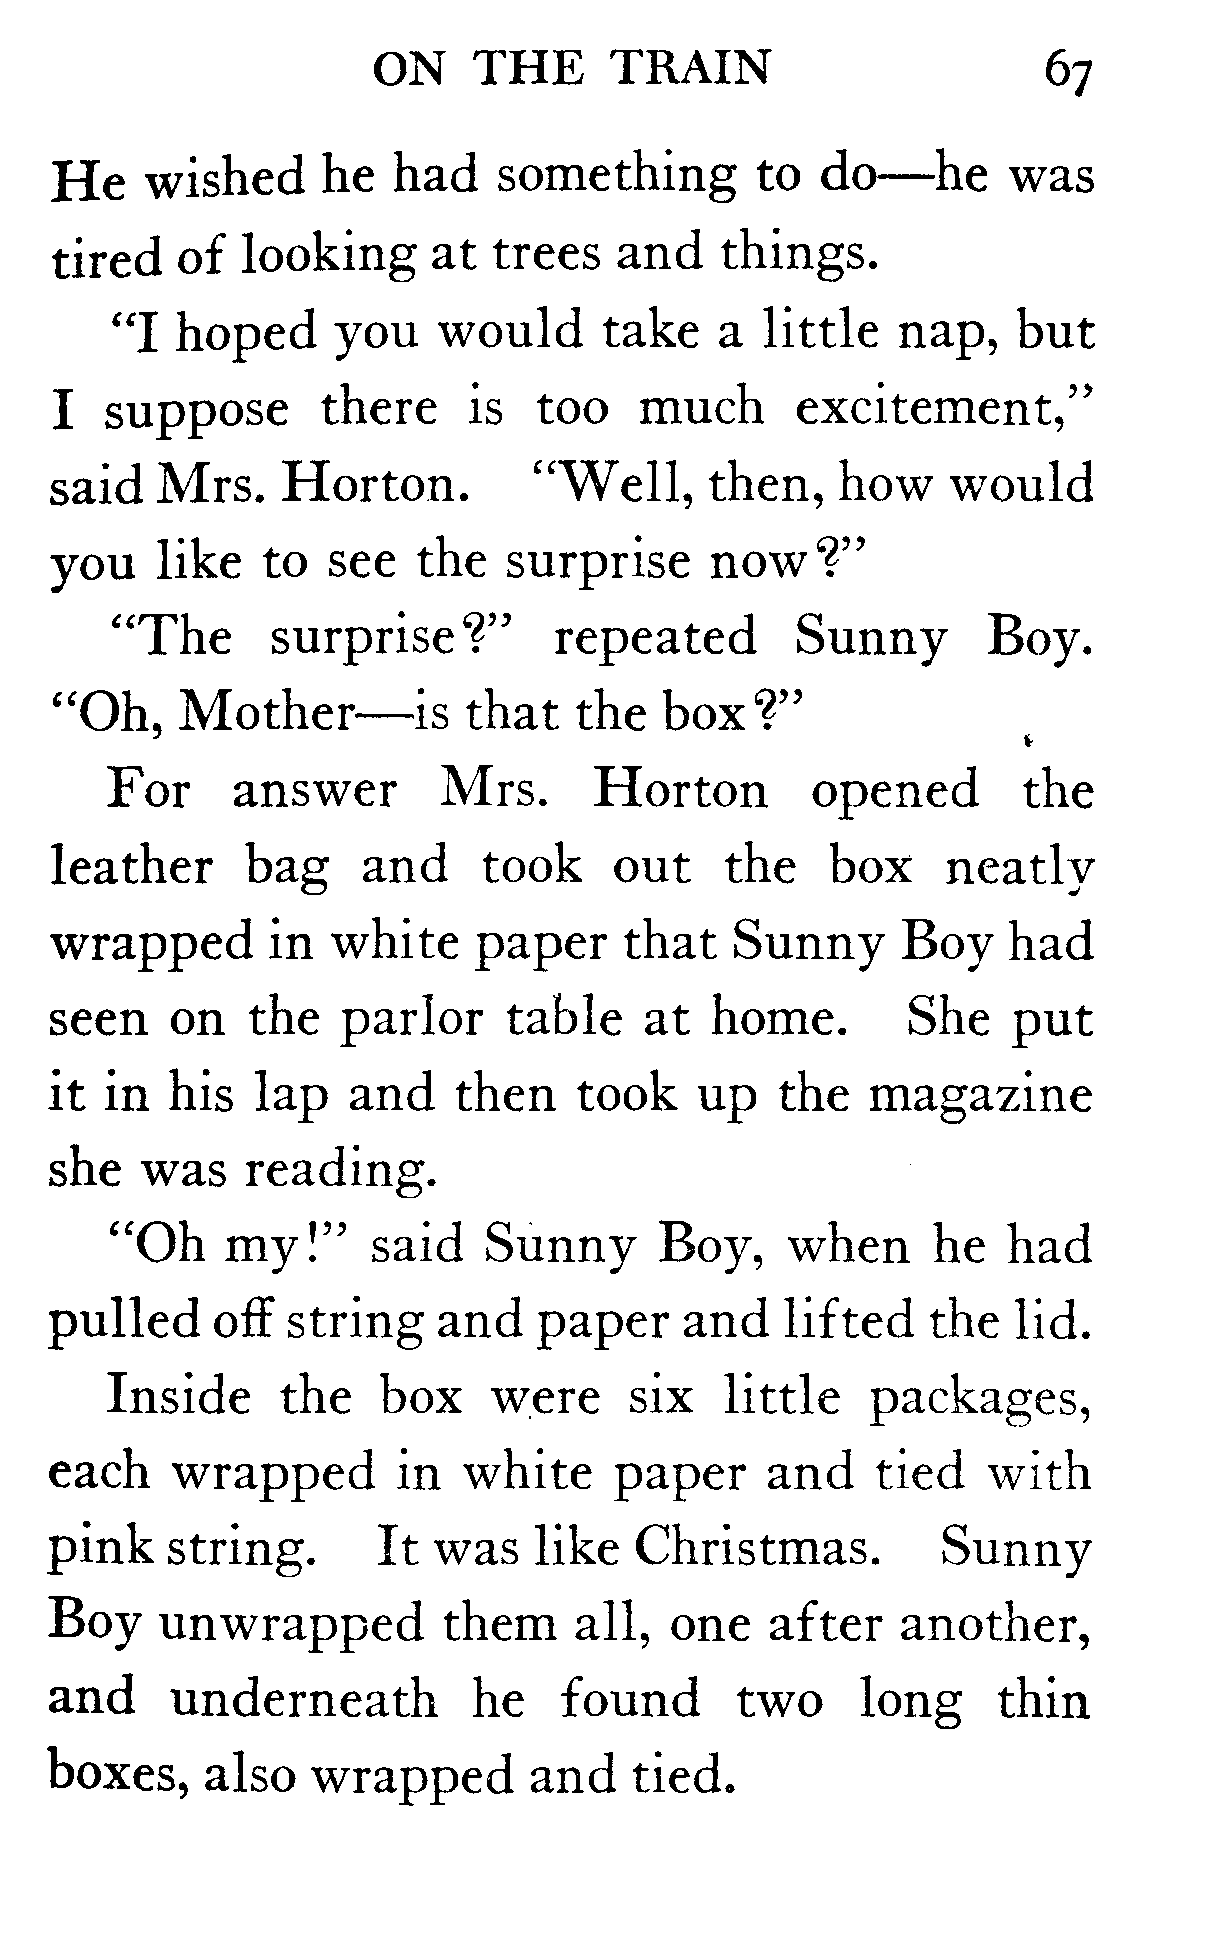 ON THE TRAIN 67
He wished he had something to do—he was
tired of looking at trees and things.
“I hoped you would take a little nap, but
I suppose there is too much excitement,”
said Mrs. Horton. “Well, then, how would
you like to see the surprise now?”
“The surprise?” repeated Sunny Boy.
“Oh, Mother—is that the box?”
For answer Mrs. Horton opened the
leather bag and took out the box neatly
wrapped in white paper that Sunny Boy had
seen on the parlor table at home. She put
it in his lap and then took up the magazine
she was reading.
“Oh my!” said Sunny Boy, when he had
pulled off string and paper and lifted the lid.
Inside the box were six little packages,
each wrapped in white paper and tied with
pink string. It was like Christmas. Sunny
Boy unwrapped them all, one after another,
and underneath he found two long thin
boxes, also wrapped and tied.